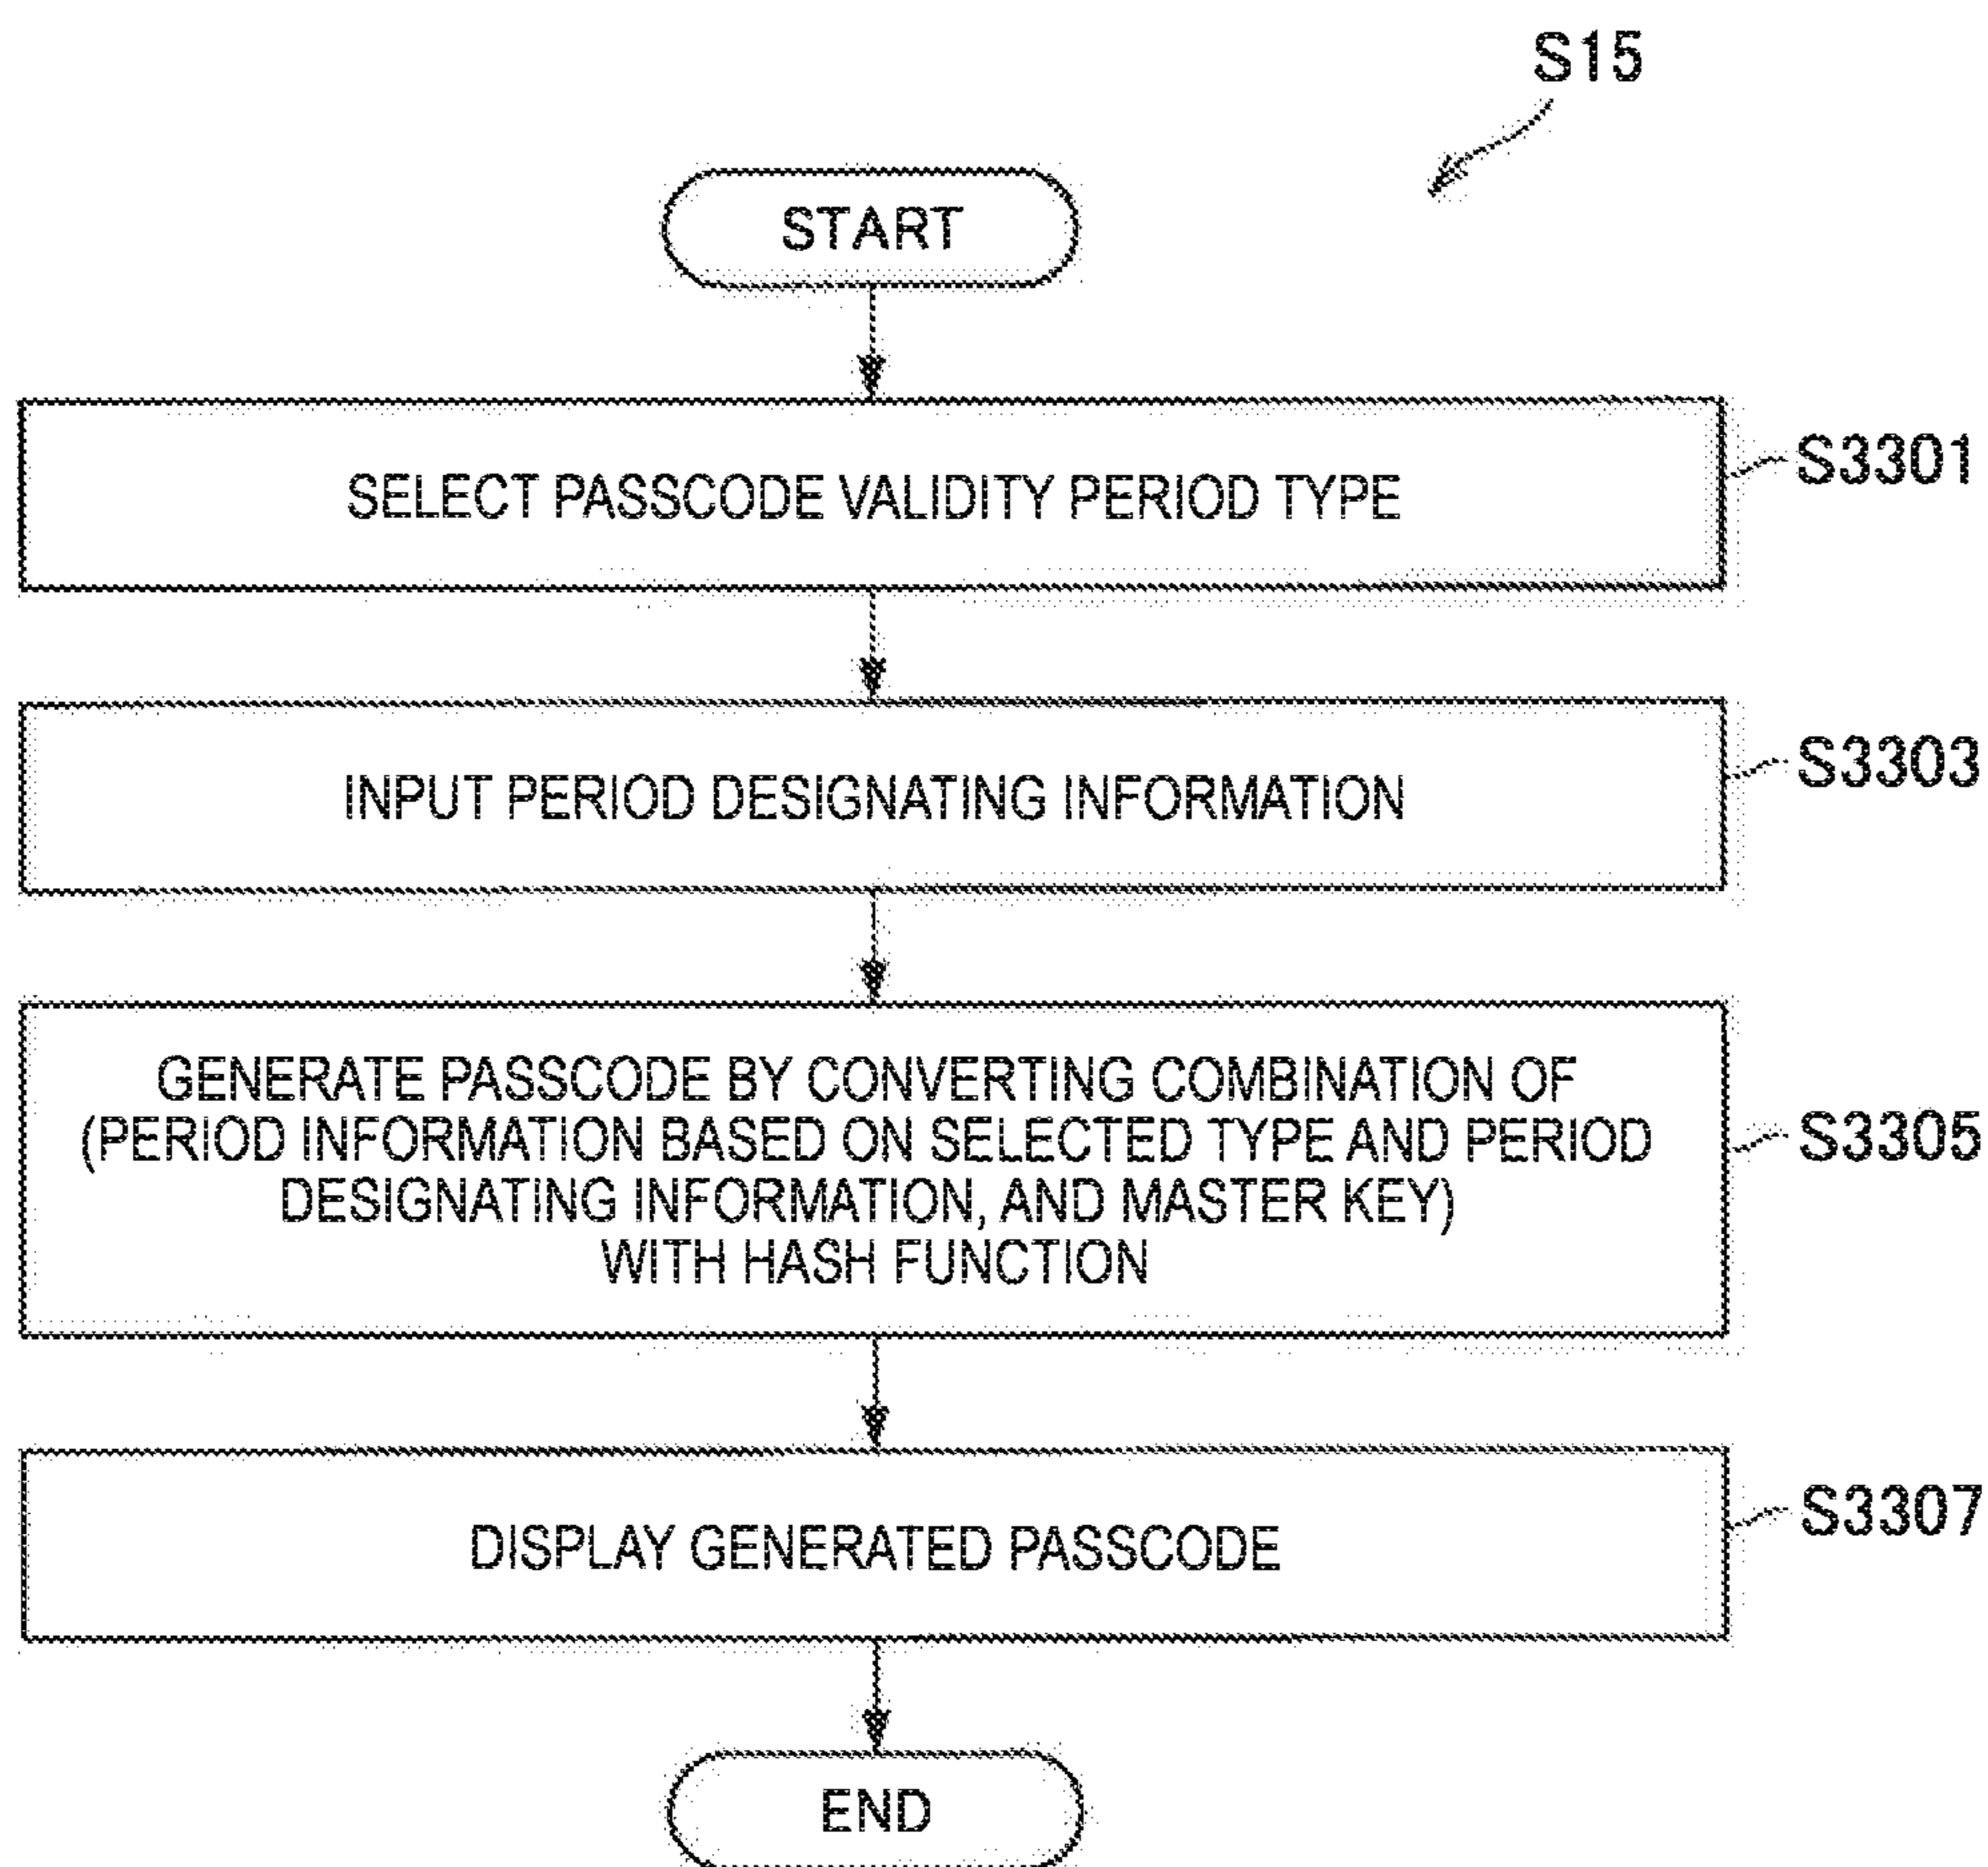 S15
START
SELECT PASSCODE VALIDITY PERIOD TYPE
S3301
INPUT PERIOD DESIGNATING INFORMATION
S3303
GENERATE PASSCODE BY CONVERTING COMBINATION OF
(PERIOD INFORMATION BASED ON SELECTED TYPE AND PERIOD
DESIGNATING INFORMATION, AND MASTER KEY)
WITH HASH FUNCTION
S3305
DISPLAY GENERATED PASSCODE
S3307
END